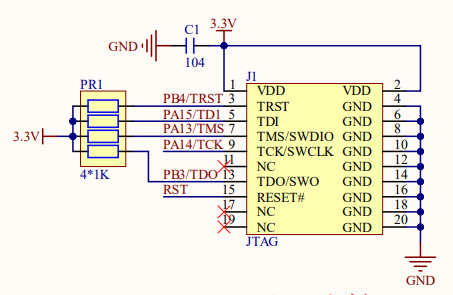 C1
3.3V
GND
104
PR1
J1
1 VDD VDD 2
PB4/TRST 3 TRST GND 4
PA15/TD1 5 TDI GND 6
PA13/TMS 7 TMS/SWDIO GND 8
3.3V
PA14/TCK 9 TCK/SWCLK GND 10
11 NC GND 12
4*1K
PB3/TDO 13 TDO/SWO GND 14
RST 15 RESET# GND 16
17 NC GND 18
19 NC GND 20
JTAG
GND